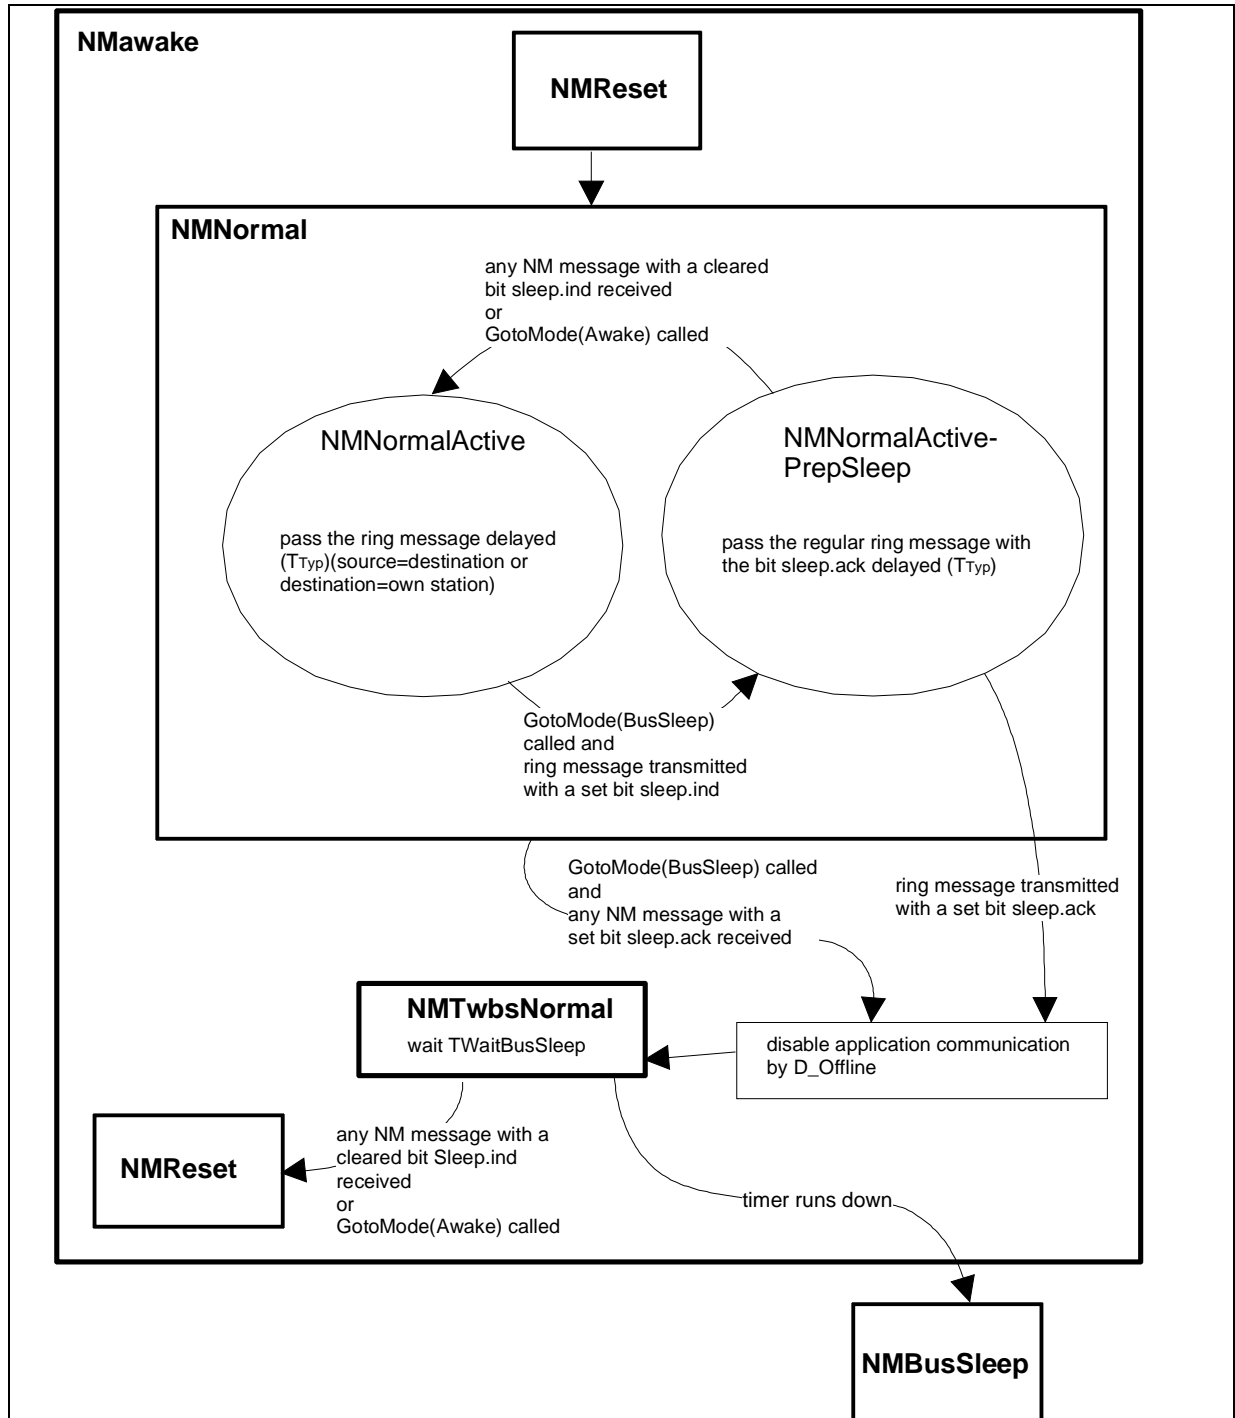 NMawake
NMReset
NMNormal
any NM message with a cleared
bit sleep.ind received
or
GotoMode(Awake) called
NMNormalActive
pass the ring message delayed
(TTyp)(source=destination or
destination=own station)
NMNormalActive-
PrepSleep
pass the regular ring message with
the bit sleep.ack delayed (TTyp)
GotoMode(BusSleep)
called and
ring message transmitted
with a set bit sleep.ind
GotoMode(BusSleep) called
and
any NM message with a
set bit sleep.ack received
ring message transmitted
with a set bit sleep.ack
NMTwbsNormal
wait TWaitBusSleep
disable application communication
by D_Offline
NMReset
any NM message with a
cleared bit Sleep.ind
received
or
GotoMode(Awake) called
timer runs down
NMBusSleep